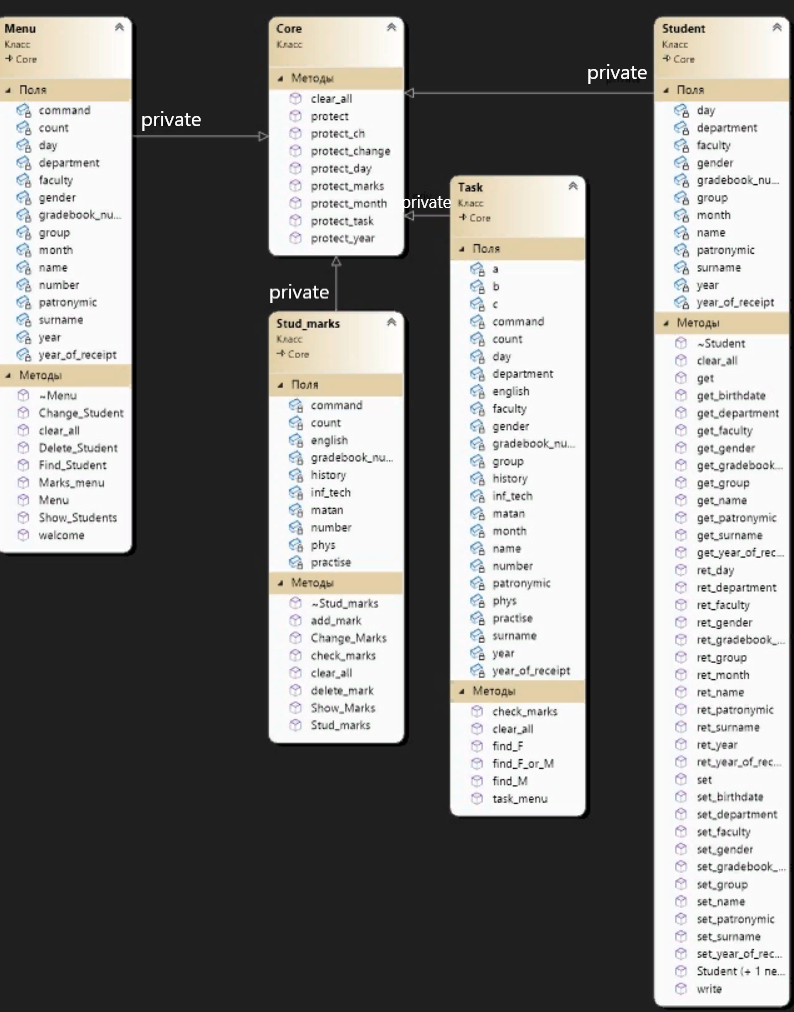 Menu
Класс
Core
Поля
command
count
day
department
faculty
gender
gradebook_nu...
group
month
name
number
patronymic
surname
year
year_of_receipt
Методы
~Menu
Change_Student
clear_all
Delete_Student
Find_Student
Marks_menu
Menu
Show_Students
welcome
private
Core
Класс
Методы
clear_all
protect
protect_ch
protect_change
protect_day
protect_marks
protect_month
protect_task
protect_year
private
Stud_marks
Класс
Core
Поля
command
count
english
gradebook_nu...
history
inf_tech
matan
number
phys
practise
Методы
~Stud_marks
add_mark
Change_Marks
check_marks
clear_all
delete_mark
Show_Marks
Stud_marks
private
Task
Класс
Core
Поля
a
b
c
command
count
day
department
english
faculty
gender
gradebook_nu...
group
history
inf_tech
matan
month
name
number
patronymic
phys
practise
surname
year
year_of_receipt
Методы
check_marks
clear_all
find_F
find_F_or_M
find_M
task_menu
private
Student
Класс
Core
Поля
day
department
faculty
gender
gradebook_nu...
group
month
name
patronymic
surname
year
year_of_receipt
Методы
~Student
clear_all
get
get_birthdate
get_department
get_faculty
get_gender
get_gradebook...
get_group
get_name
get_patronymic
get_surname
get_year_of_rec...
ret_day
ret_department
ret_faculty
ret_gender
ret_gradebook_...
ret_group
ret_month
ret_name
ret_patronymic
ret_surname
ret_year
ret_year_of_rec...
set
set_birthdate
set_department
set_faculty
set_gender
set_gradebook_...
set_group
set_name
set_patronymic
set_surname
set_year_of_rec...
Student (+ 1 ne...
write